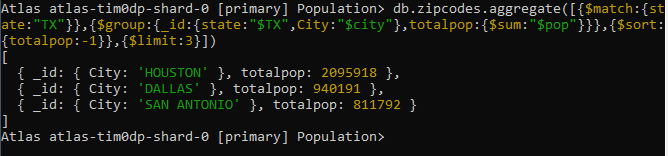 Atlas atlas-tim0dp-shard-0 [primary] Population> db.zipcodes.aggregate([{$match:{st
ate:"TX"}},{$group:{_id:{state:"$TX",City:"$city"},totalpop:{$sum:"$pop"}}},{$sort:
{totalpop:-1}},{$limit:3}])
[
  { _id: { City: 'HOUSTON' }, totalpop: 2095918 },
  { _id: { City: 'DALLAS' }, totalpop: 940191 },
  { _id: { City: 'SAN ANTONIO' }, totalpop: 811792 }
]
Atlas atlas-tim0dp-shard-0 [primary] Population>